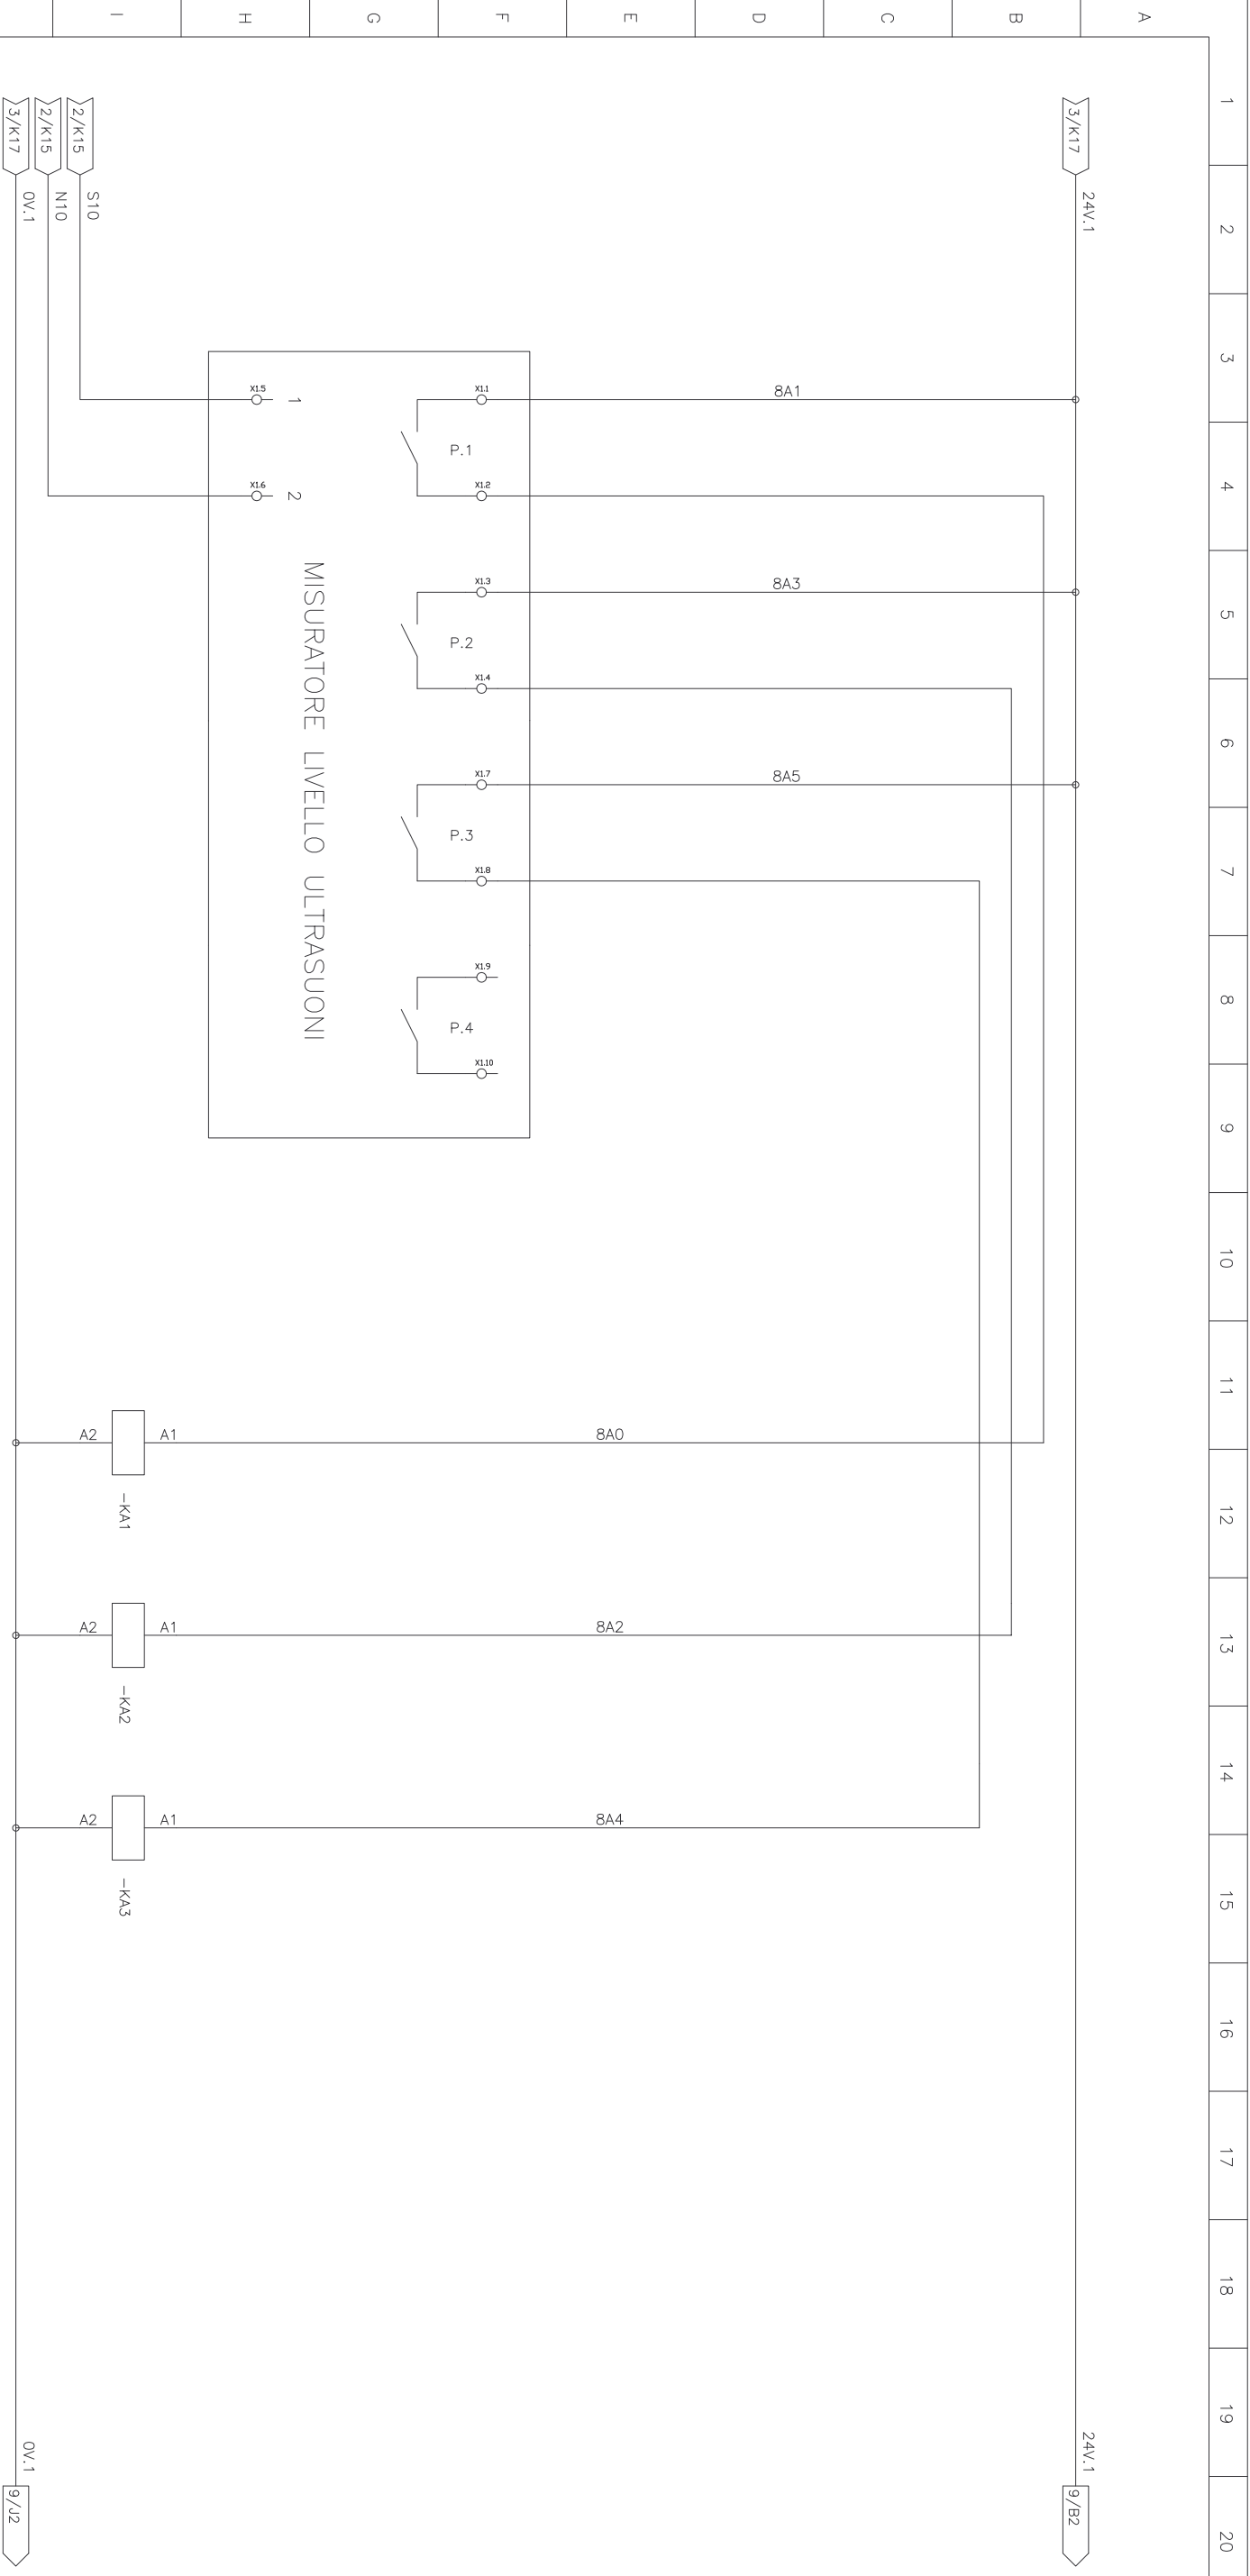 1 2 3 4 5 6 7 8 9 10 11 12 13 14 15 16 17 18 19 20
A
B
C
D
E
F
G
H
I
3/K17 24V.1
24V.1 9/B2
8A1
8A3
8A5
X1.1 X1.2 X1.3 X1.4 X1.7 X1.8 X1.9 X1.10
P.1 P.2 P.3 P.4
MISURATORE LIVELLO ULTRASUONI
1 2
X1.5 X1.6
8A0
8A2
8A4
A1 A1 A1
-KA1 -KA2 -KA3
A2 A2 A2
2/K15 S10
2/K15 N10
3/K17 0V.1
0V.1 9/J2